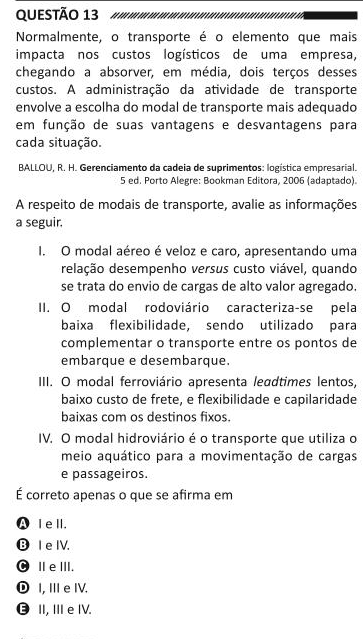 QUESTÃO 13
Normalmente, o transporte é o elemento que mais
impacta nos custos logísticos de uma empresa,
chegando a absorver, em média, dois terços desses
custos. A administração da atividade de transporte
envolve a escolha do modal de transporte mais adequado
em função de suas vantagens e desvantagens para
cada situação.
BALLOU, R. H. Gerenciamento da cadeia de suprimentos: logística empresarial.
5 ed. Porto Alegre: Bookman Editora, 2006 (adaptado).
A respeito de modais de transporte, avalie as informações
a seguir.
I. O modal aéreo é veloz e caro, apresentando uma
relação desempenho versus custo viável, quando
se trata do envio de cargas de alto valor agregado.
II. O modal rodoviário caracteriza-se pela
baixa flexibilidade, sendo utilizado para
complementar o transporte entre os pontos de
embarque e desembarque.
III. O modal ferroviário apresenta leadtimes lentos,
baixo custo de frete, e flexibilidade e capilaridade
baixas com os destinos fixos.
IV. O modal hidroviário é o transporte que utiliza o
meio aquático para a movimentação de cargas
e passageiros.
É correto apenas o que se afirma em
A I e II.
B I e IV.
C II e III.
D I, III e IV.
E II, III e IV.